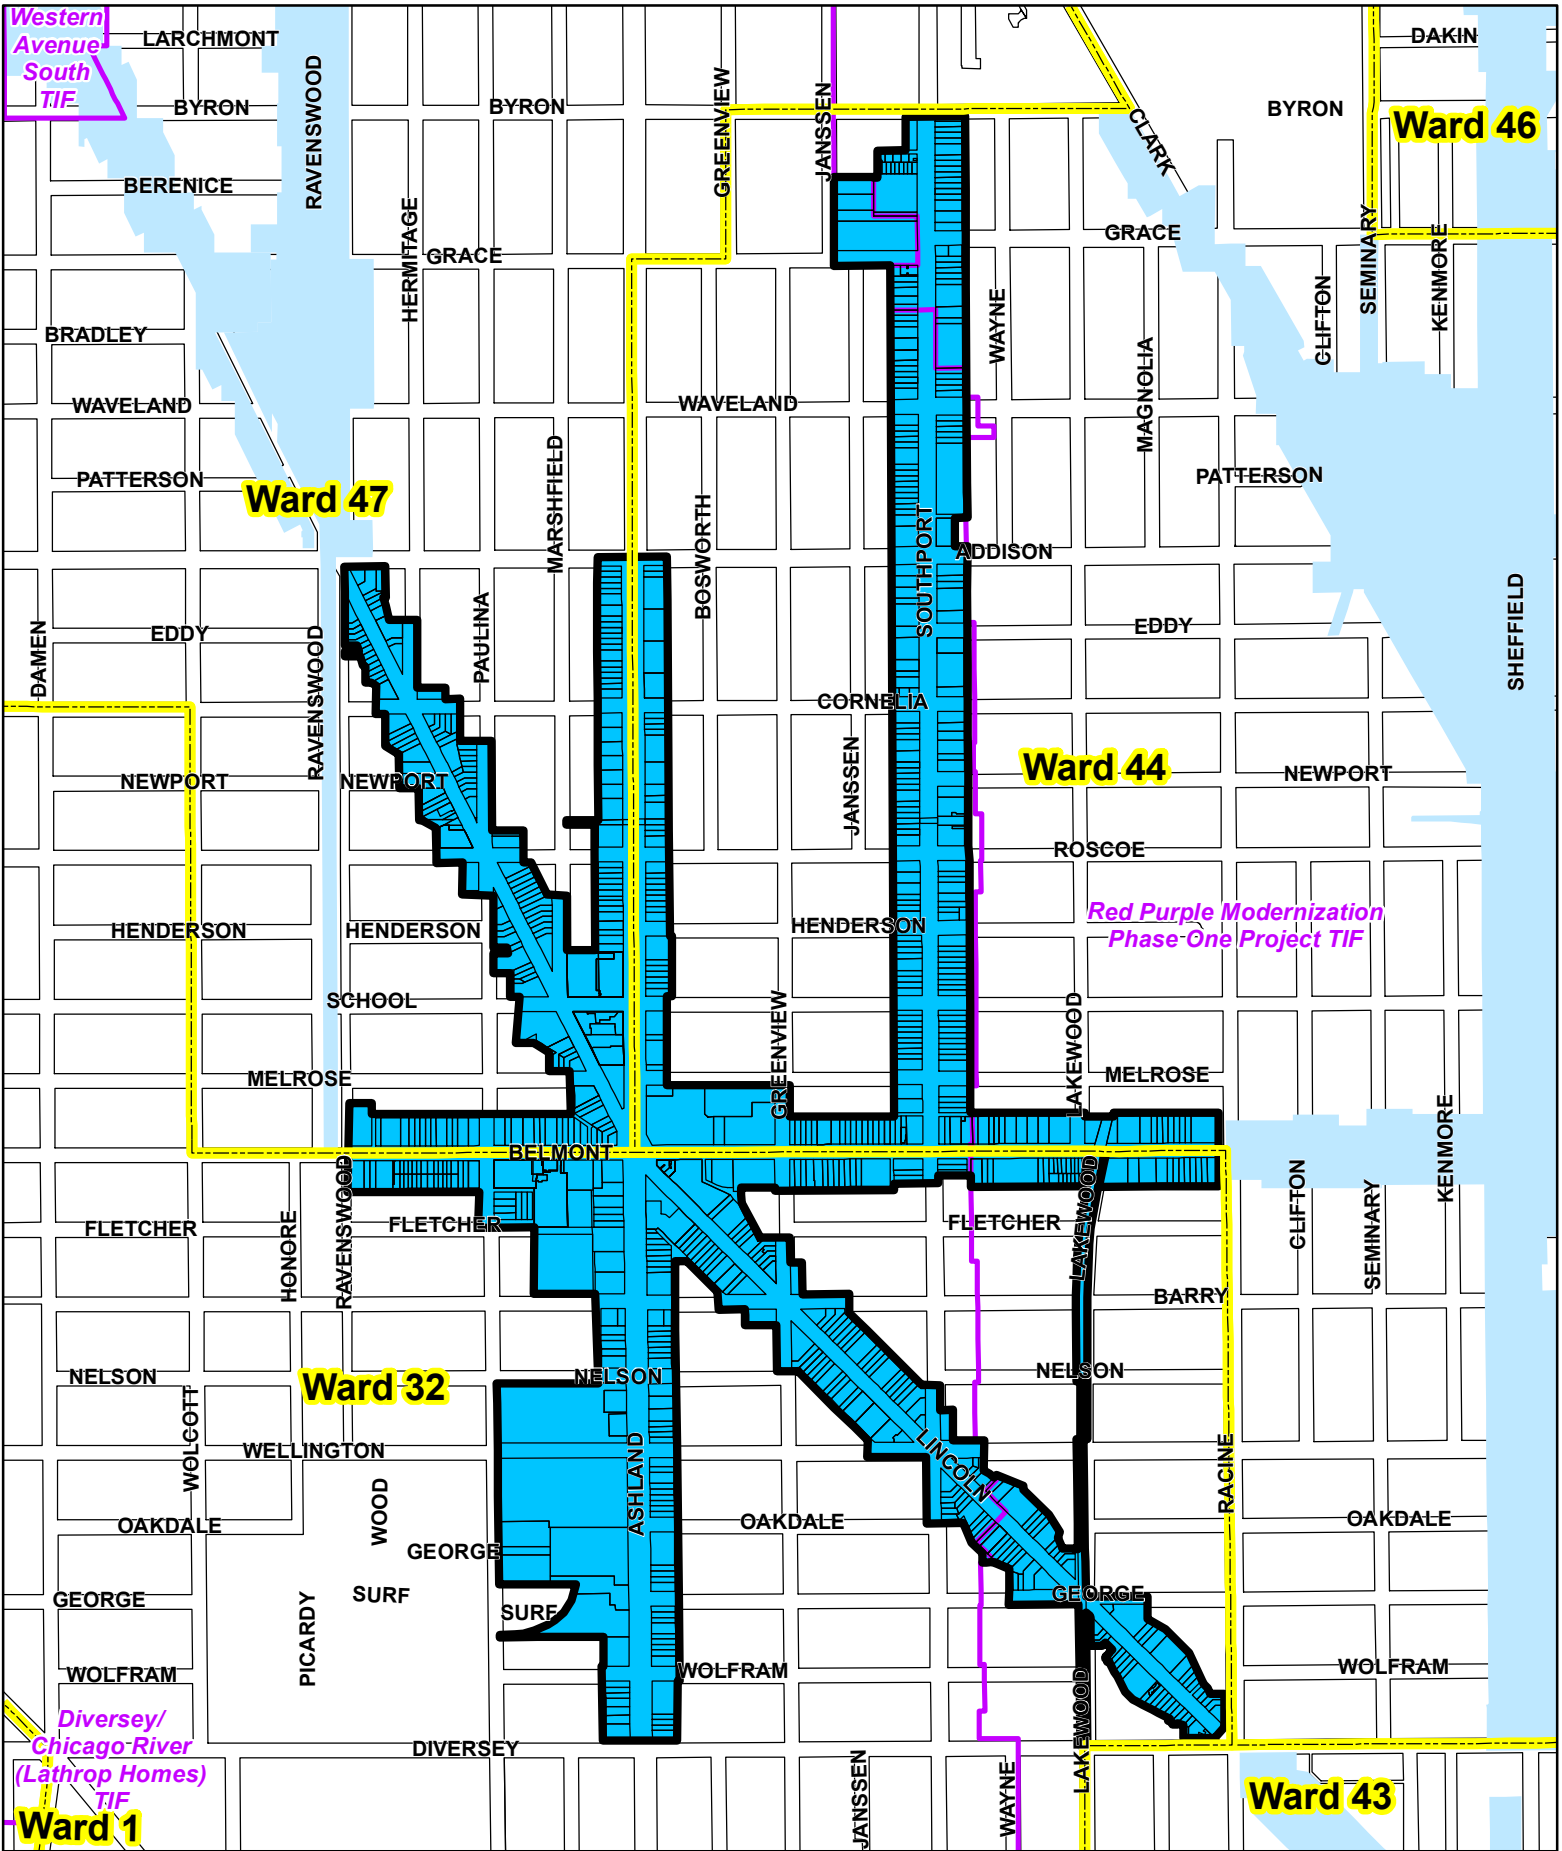 Western
Avenue
South
TIF
LARCHMONT
DAKIN
BYRON
BYRON
BYRON
RAVENSWOOD
GREENVIEW
JANSSEN
CLARK
Ward 46
BERENICE
HERMITAGE
GRACE
GRACE
SEMINARY
KENMORE
BRADLEY
WAYNE
CLIFTON
MAGNOLIA
WAVELAND
WAVELAND
PATTERSON
PATTERSON
Ward 47
MARSHFIELD
BOSWORTH
SOUTHPORT
ADDISON
SHEFFIELD
DAMEN
EDDY
RAVENSWOOD
PAULINA
EDDY
CORNELIA
JANSSEN
Ward 44
NEWPORT
NEWPORT
NEWPORT
ROSCOE
Red Purple Modernization
Phase One Project TIF
HENDERSON
HENDERSON
HENDERSON
SCHOOL
GREENVIEW
LAKEWOOD
MELROSE
MELROSE
KENMORE
BELMONT
RAVENSWOOD
LAKEWOOD
CLIFTON
SEMINARY
FLETCHER
HONORE
FLETCHER
FLETCHER
BARRY
NELSON
Ward 32
NELSON
NELSON
WOLCOTT
WELLINGTON
ASHLAND
LINCOLN
RACINE
WOOD
OAKDALE
OAKDALE
OAKDALE
GEORGE
GEORGE
SURF
SURF
GEORGE
PICARDY
WOLFRAM
WOLFRAM
WOLFRAM
LAKEWOOD
Diversey/
Chicago River
(Lathrop Homes)
TIF
DIVERSEY
JANSSEN
WAYNE
Ward 43
Ward 1